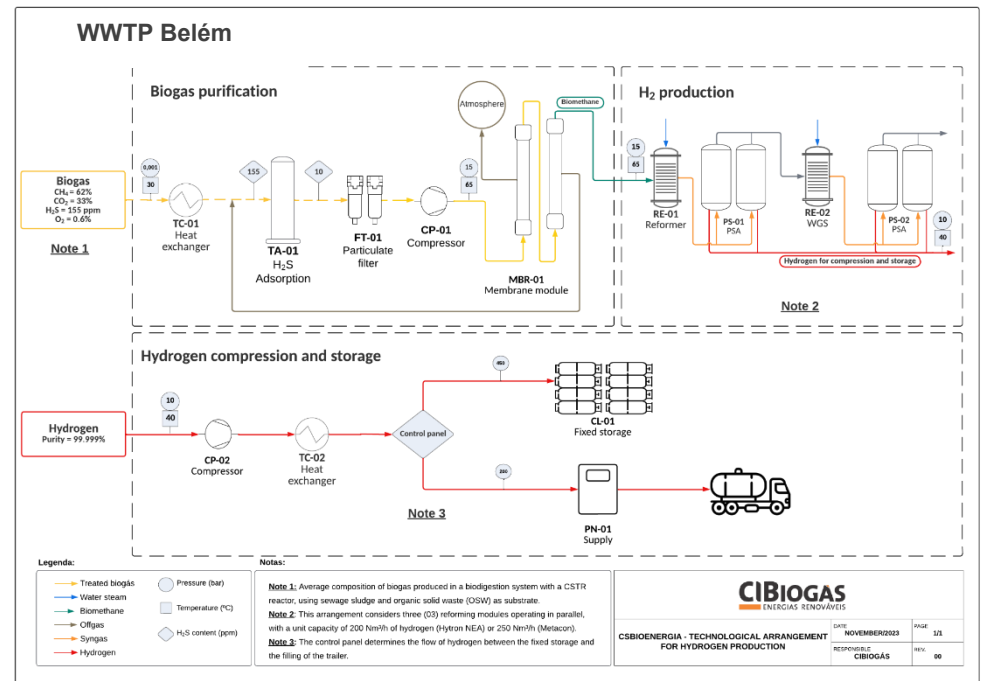 WWTP Belém
Biogas purification
H₂ production
Atmosphere
Biomethane
Biogas
CH₄ = 62%
CO₂ = 33%
H₂S = 155 ppm
O₂ = 0.6%
Note 1
0,001
30
TC-01
Heat
exchanger
155
TA-01
H₂S
Adsorption
10
FT-01
Particulate
filter
CP-01
Compressor
15
65
MBR-01
Membrane module
15
65
RE-01
Reformer
PS-01
PSA
RE-02
WGS
PS-02
PSA
10
40
Hydrogen for compression and storage
Note 2
Hydrogen compression and storage
Hydrogen
Purity = 99.999%
10
40
CP-02
Compressor
TC-02
Heat
exchanger
Control panel
Note 3
CL-01
Fixed storage
PN-01
Supply
Legenda:
Treated biogás
Water steam
Biomethane
Offgas
Syngas
Hydrogen
Pressure (bar)
Temperature (ºC)
H₂S content (ppm)
Notas:
Note 1: Average composition of biogas produced in a biodigestion system with a CSTR
reactor, using sewage sludge and organic solid waste (OSW) as substrate.
Note 2: This arrangement considers three (03) reforming modules operating in parallel,
with a unit capacity of 200 Nm³/h of hydrogen (Hytron NEA) or 250 Nm³/h (Metacon).
Note 3: The control panel determines the flow of hydrogen between the fixed storage and
the filling of the trailer.
CIBIOGÁS
ENERGIAS RENOVÁVEIS
CSBIOENERGIA - TECHNOLOGICAL ARRANGEMENT
FOR HYDROGEN PRODUCTION
DATE
NOVEMBER/2023
PAGE
1/1
RESPONSIBLE
CIBIOGÁS
REV.
00